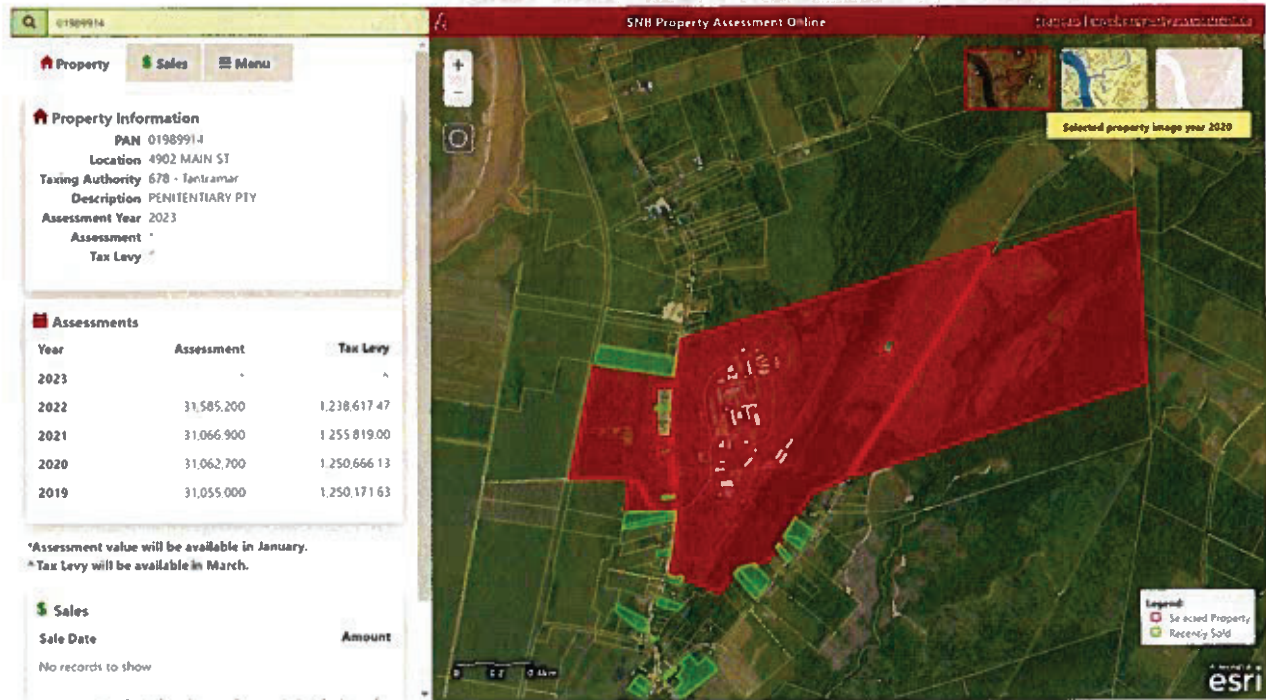 01989914
SNB Property Assessment Online
Property
Sales
Menu
Selected property image year 2020
Property Information
PAN 01989914
Location 4902 MAIN ST
Taxing Authority 678 - Tantramar
Description PENITENTIARY PTY
Assessment Year 2023
Assessment *
Tax Levy ^
Assessments
Year Assessment Tax Levy
2023 * ^
2022 31,585,200 1,238,617.47
2021 31,066,900 1,255,819.00
2020 31,062,700 1,250,666.13
2019 31,055,000 1,250,171.63
*Assessment value will be available in January.
^ Tax Levy will be available in March.
$ Sales
Sale Date Amount
No records to show
Legend:
Selected Property
Recently Sold
esri